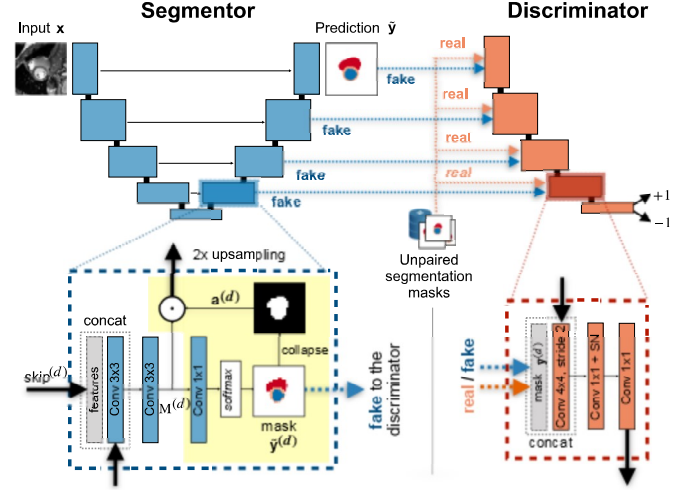 Segmentor
Discriminator
Input x
Prediction ỹ
real
fake
real
fake
real
fake
real
fake
+1
−1
2x upsampling
Unpaired
segmentation
masks
a(d)
concat
collapse
skip(d)
features
Conv 3x3
Conv 3x3
M(d)
Conv 1x1
softmax
mask
ỹ(d)
fake to the
discriminator
real / fake
mask y(d)
Conv 4x4, stride 2
Conv 1x1 + SN
Conv 1x1
concat